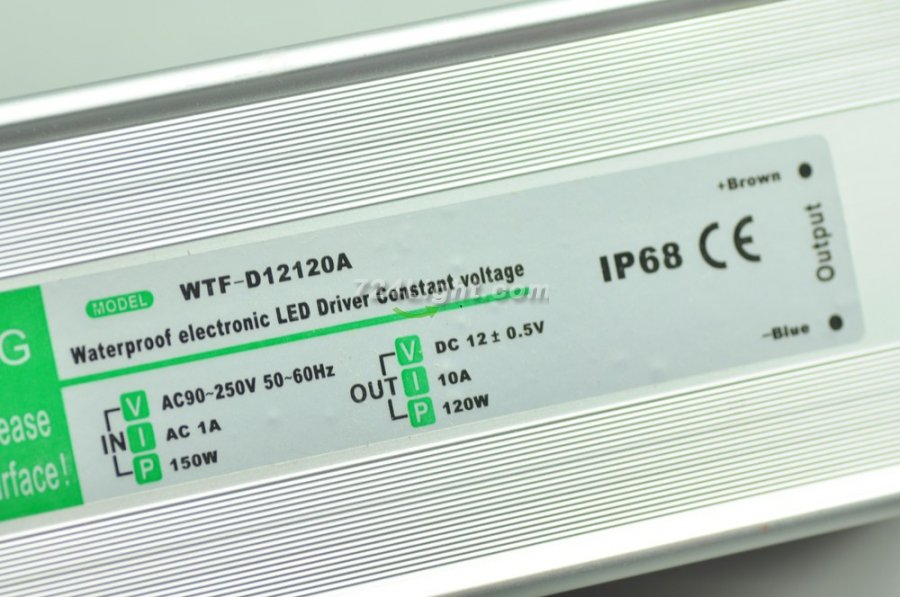 G
ease
rface!
MODEL WTF-D12120A
Waterproof electronic LED Driver Constant voltage
IN
V AC90~250V 50~60Hz
I AC 1A
P 150W
OUT
V DC 12 ± 0.5V
I 10A
P 120W
IP68 CE
+Brown
Output
-Blue